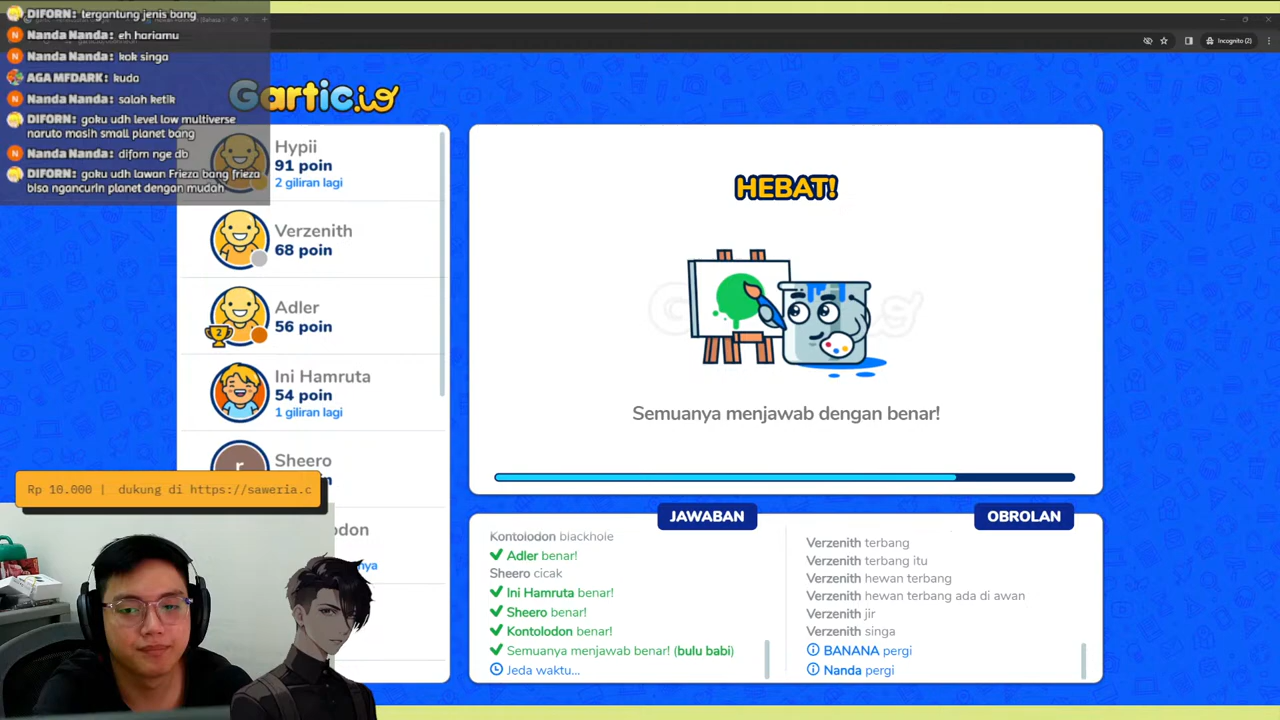 DIFORN: tergantung jenis bang
Nanda Nanda: eh hariamu
Nanda Nanda: kok singa
AGA MFDARK: kuda
Nanda Nanda: salah ketik
DIFORN: goku udh level low multiverse
naruto masih small planet bang
Nanda Nanda: diforn nge db
DIFORN: goku udh lawan Frieza bang frieza
bisa ngancurin planet dengan mudah
Incognito (2)
Gartic.io
Hypii
91 poin
2 giliran lagi
Verzenith
68 poin
2
Adler
56 poin
Ini Hamruta
54 poin
1 giliran lagi
r
Sheero
Rp 10.000 | dukung di https://saweria.c
HEBAT!
Semuanya menjawab dengan benar!
JAWABAN
Kontolodon blackhole
Adler benar!
Sheero cicak
Ini Hamruta benar!
Sheero benar!
Kontolodon benar!
Semuanya menjawab benar! (bulu babi)
Jeda waktu...
OBROLAN
Verzenith terbang
Verzenith terbang itu
Verzenith hewan terbang
Verzenith hewan terbang ada di awan
Verzenith jir
Verzenith singa
BANANA pergi
Nanda pergi